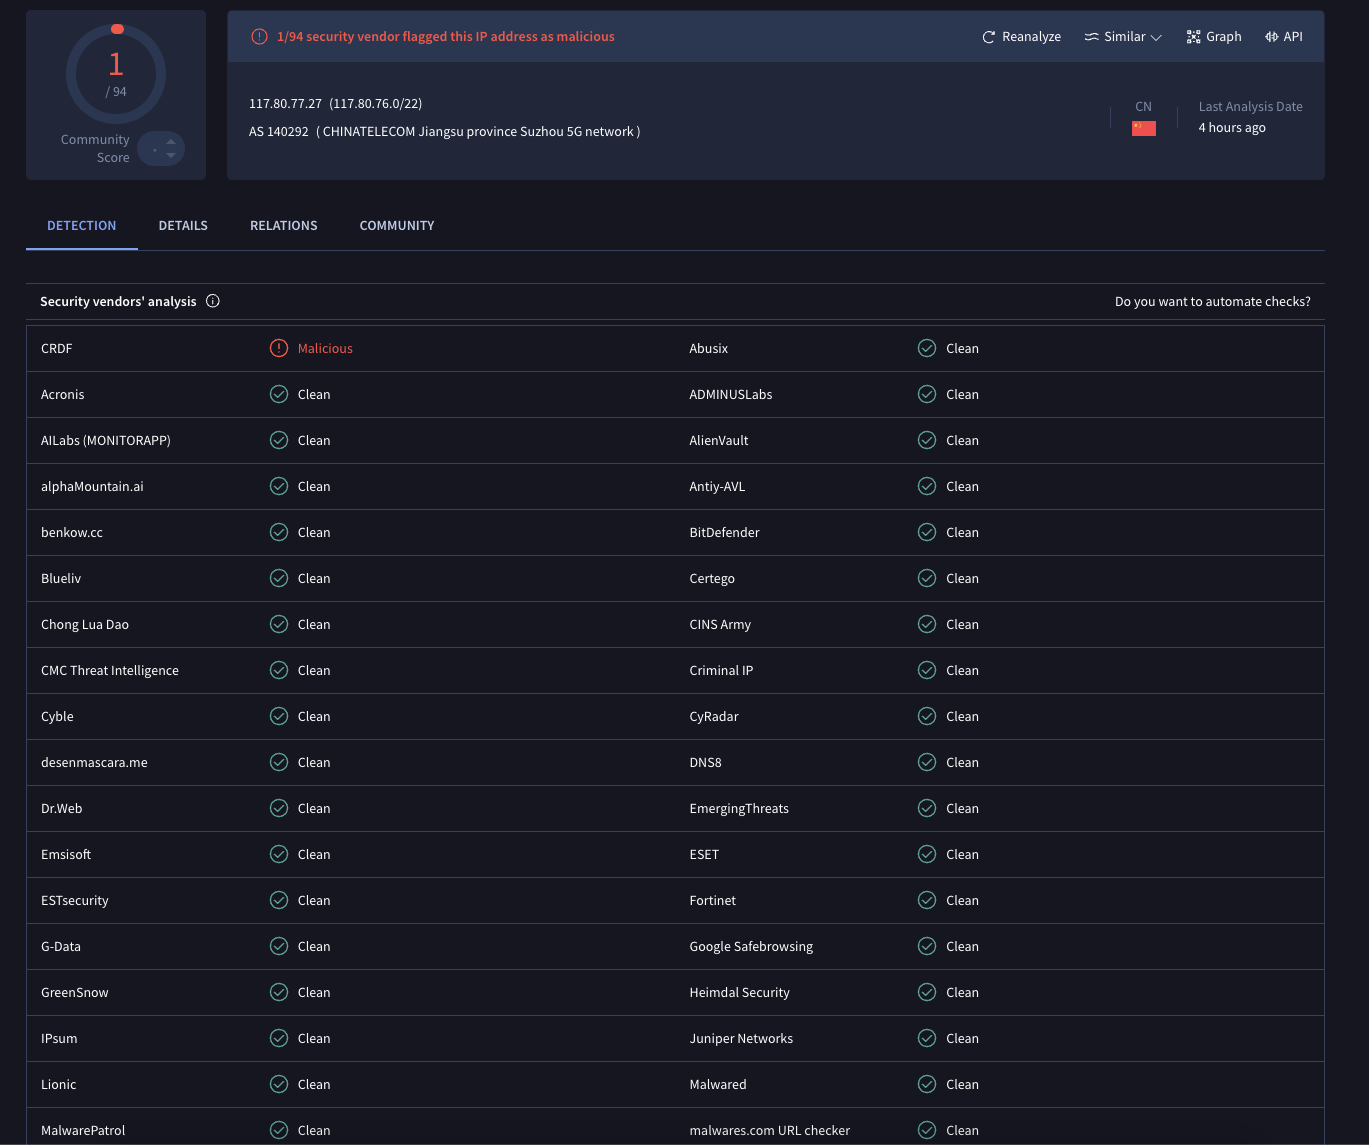 1
/ 94
Community
Score
1/94 security vendor flagged this IP address as malicious
Reanalyze
Similar
Graph
API
117.80.77.27 (117.80.76.0/22)
AS 140292 ( CHINATELECOM Jiangsu province Suzhou 5G network )
CN
Last Analysis Date
4 hours ago
DETECTION DETAILS RELATIONS COMMUNITY
Security vendors' analysis
Do you want to automate checks?
CRDF Malicious Abusix Clean
Acronis Clean ADMINUSLabs Clean
AILabs (MONITORAPP) Clean AlienVault Clean
alphaMountain.ai Clean Antiy-AVL Clean
benkow.cc Clean BitDefender Clean
Blueliv Clean Certego Clean
Chong Lua Dao Clean CINS Army Clean
CMC Threat Intelligence Clean Criminal IP Clean
Cyble Clean CyRadar Clean
desenmascara.me Clean DNS8 Clean
Dr.Web Clean EmergingThreats Clean
Emsisoft Clean ESET Clean
ESTsecurity Clean Fortinet Clean
G-Data Clean Google Safebrowsing Clean
GreenSnow Clean Heimdal Security Clean
IPsum Clean Juniper Networks Clean
Lionic Clean Malwared Clean
MalwarePatrol Clean malwares.com URL checker Clean